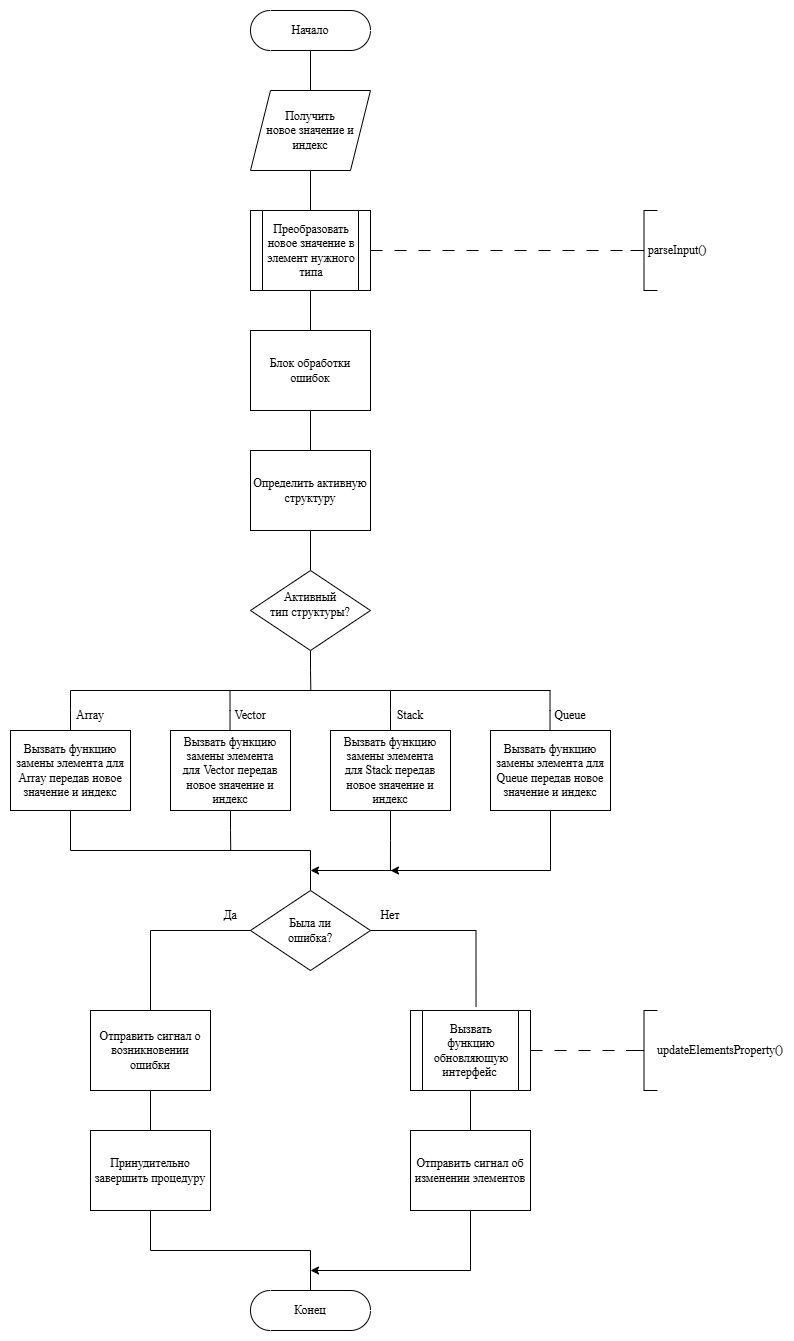 Начало
Получить
новое значение и
индекс
Преобразовать
новое значение в
элемент нужного
типа
parseInput()
Блок обработки
ошибок
Определить активную
структуру
Активный
тип структуры?
Array
Vector
Stack
Queue
Вызвать функцию
замены элемента для
Array передав новое
значение и индекс
Вызвать функцию
замены элемента
для Vector передав
новое значение и
индекс
Вызвать функцию
замены элемента
для Stack передав
новое значение и
индекс
Вызвать функцию
замены элемента для
Queue передав новое
значение и индекс
Была ли
ошибка?
Да
Нет
Отправить сигнал о
возникновении
ошибки
Вызвать
функцию
обновляющую
интерфейс
updateElementsProperty()
Принудительно
завершить процедуру
Отправить сигнал об
изменении элементов
Конец